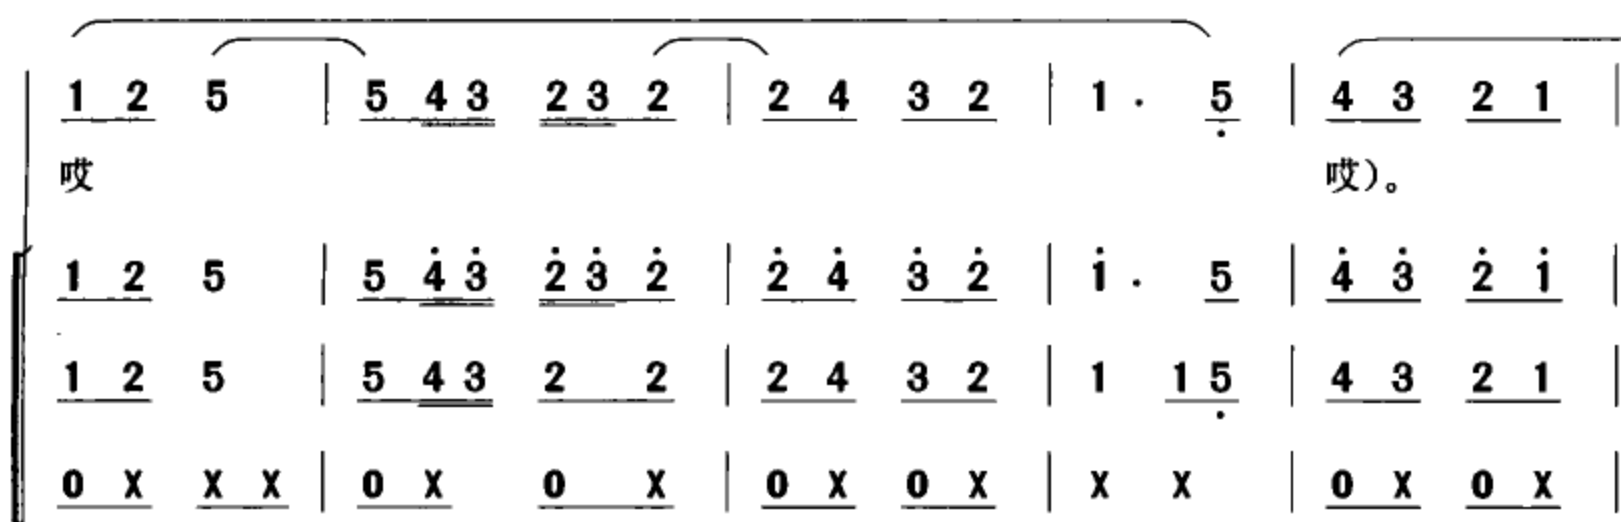 1 2 5 | 5 4 3 2 3 2 | 2 4 3 2 | 1 · 5̣ | 4 3 2 1 |
哎 哎）。
1 2 5 | 5 4̇ 3̇ 2̇ 3̇ 2̇ | 2̇ 4̇ 3̇ 2̇ | 1̇ · 5 | 4̇ 3̇ 2̇ 1̇ |
1 2 5 | 5 4 3 2 2 | 2 4 3 2 | 1 1 5̣ | 4 3 2 1 |
0 X X X | 0 X 0 X | 0 X 0 X | X X | 0 X 0 X |